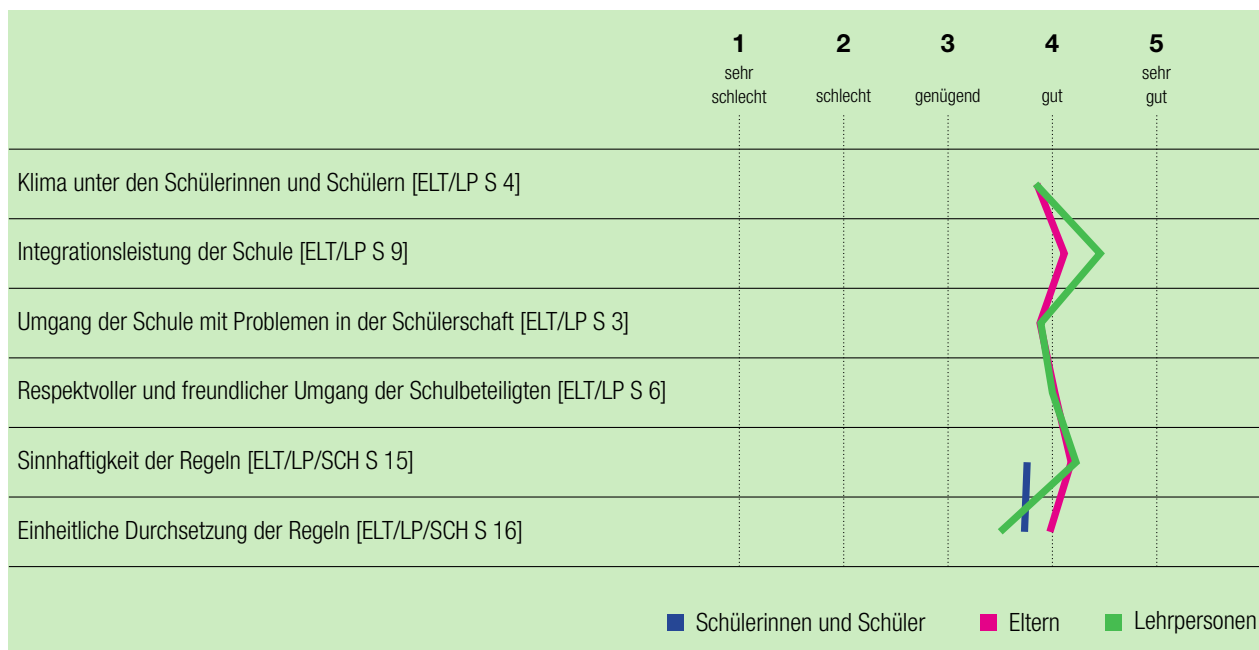 1 2 3 4 5
sehr schlecht schlecht genügend gut sehr gut
Klima unter den Schülerinnen und Schülern [ELT/LP S 4]
Integrationsleistung der Schule [ELT/LP S 9]
Umgang der Schule mit Problemen in der Schülerschaft [ELT/LP S 3]
Respektvoller und freundlicher Umgang der Schulbeteiligten [ELT/LP S 6]
Sinnhaftigkeit der Regeln [ELT/LP/SCH S 15]
Einheitliche Durchsetzung der Regeln [ELT/LP/SCH S 16]
Schülerinnen und Schüler Eltern Lehrpersonen